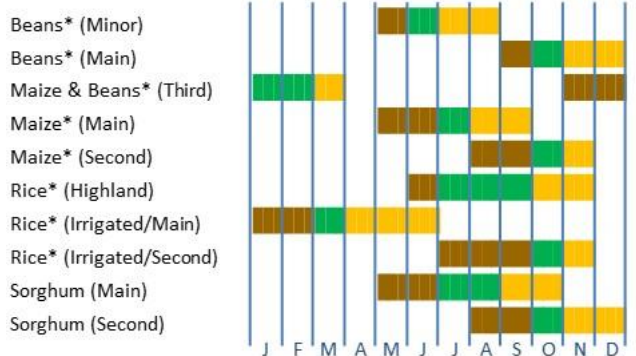 Beans* (Minor)
Beans* (Main)
Maize & Beans* (Third)
Maize* (Main)
Maize* (Second)
Rice* (Highland)
Rice* (Irrigated/Main)
Rice* (Irrigated/Second)
Sorghum (Main)
Sorghum (Second)
J F M A M J J A S O N D